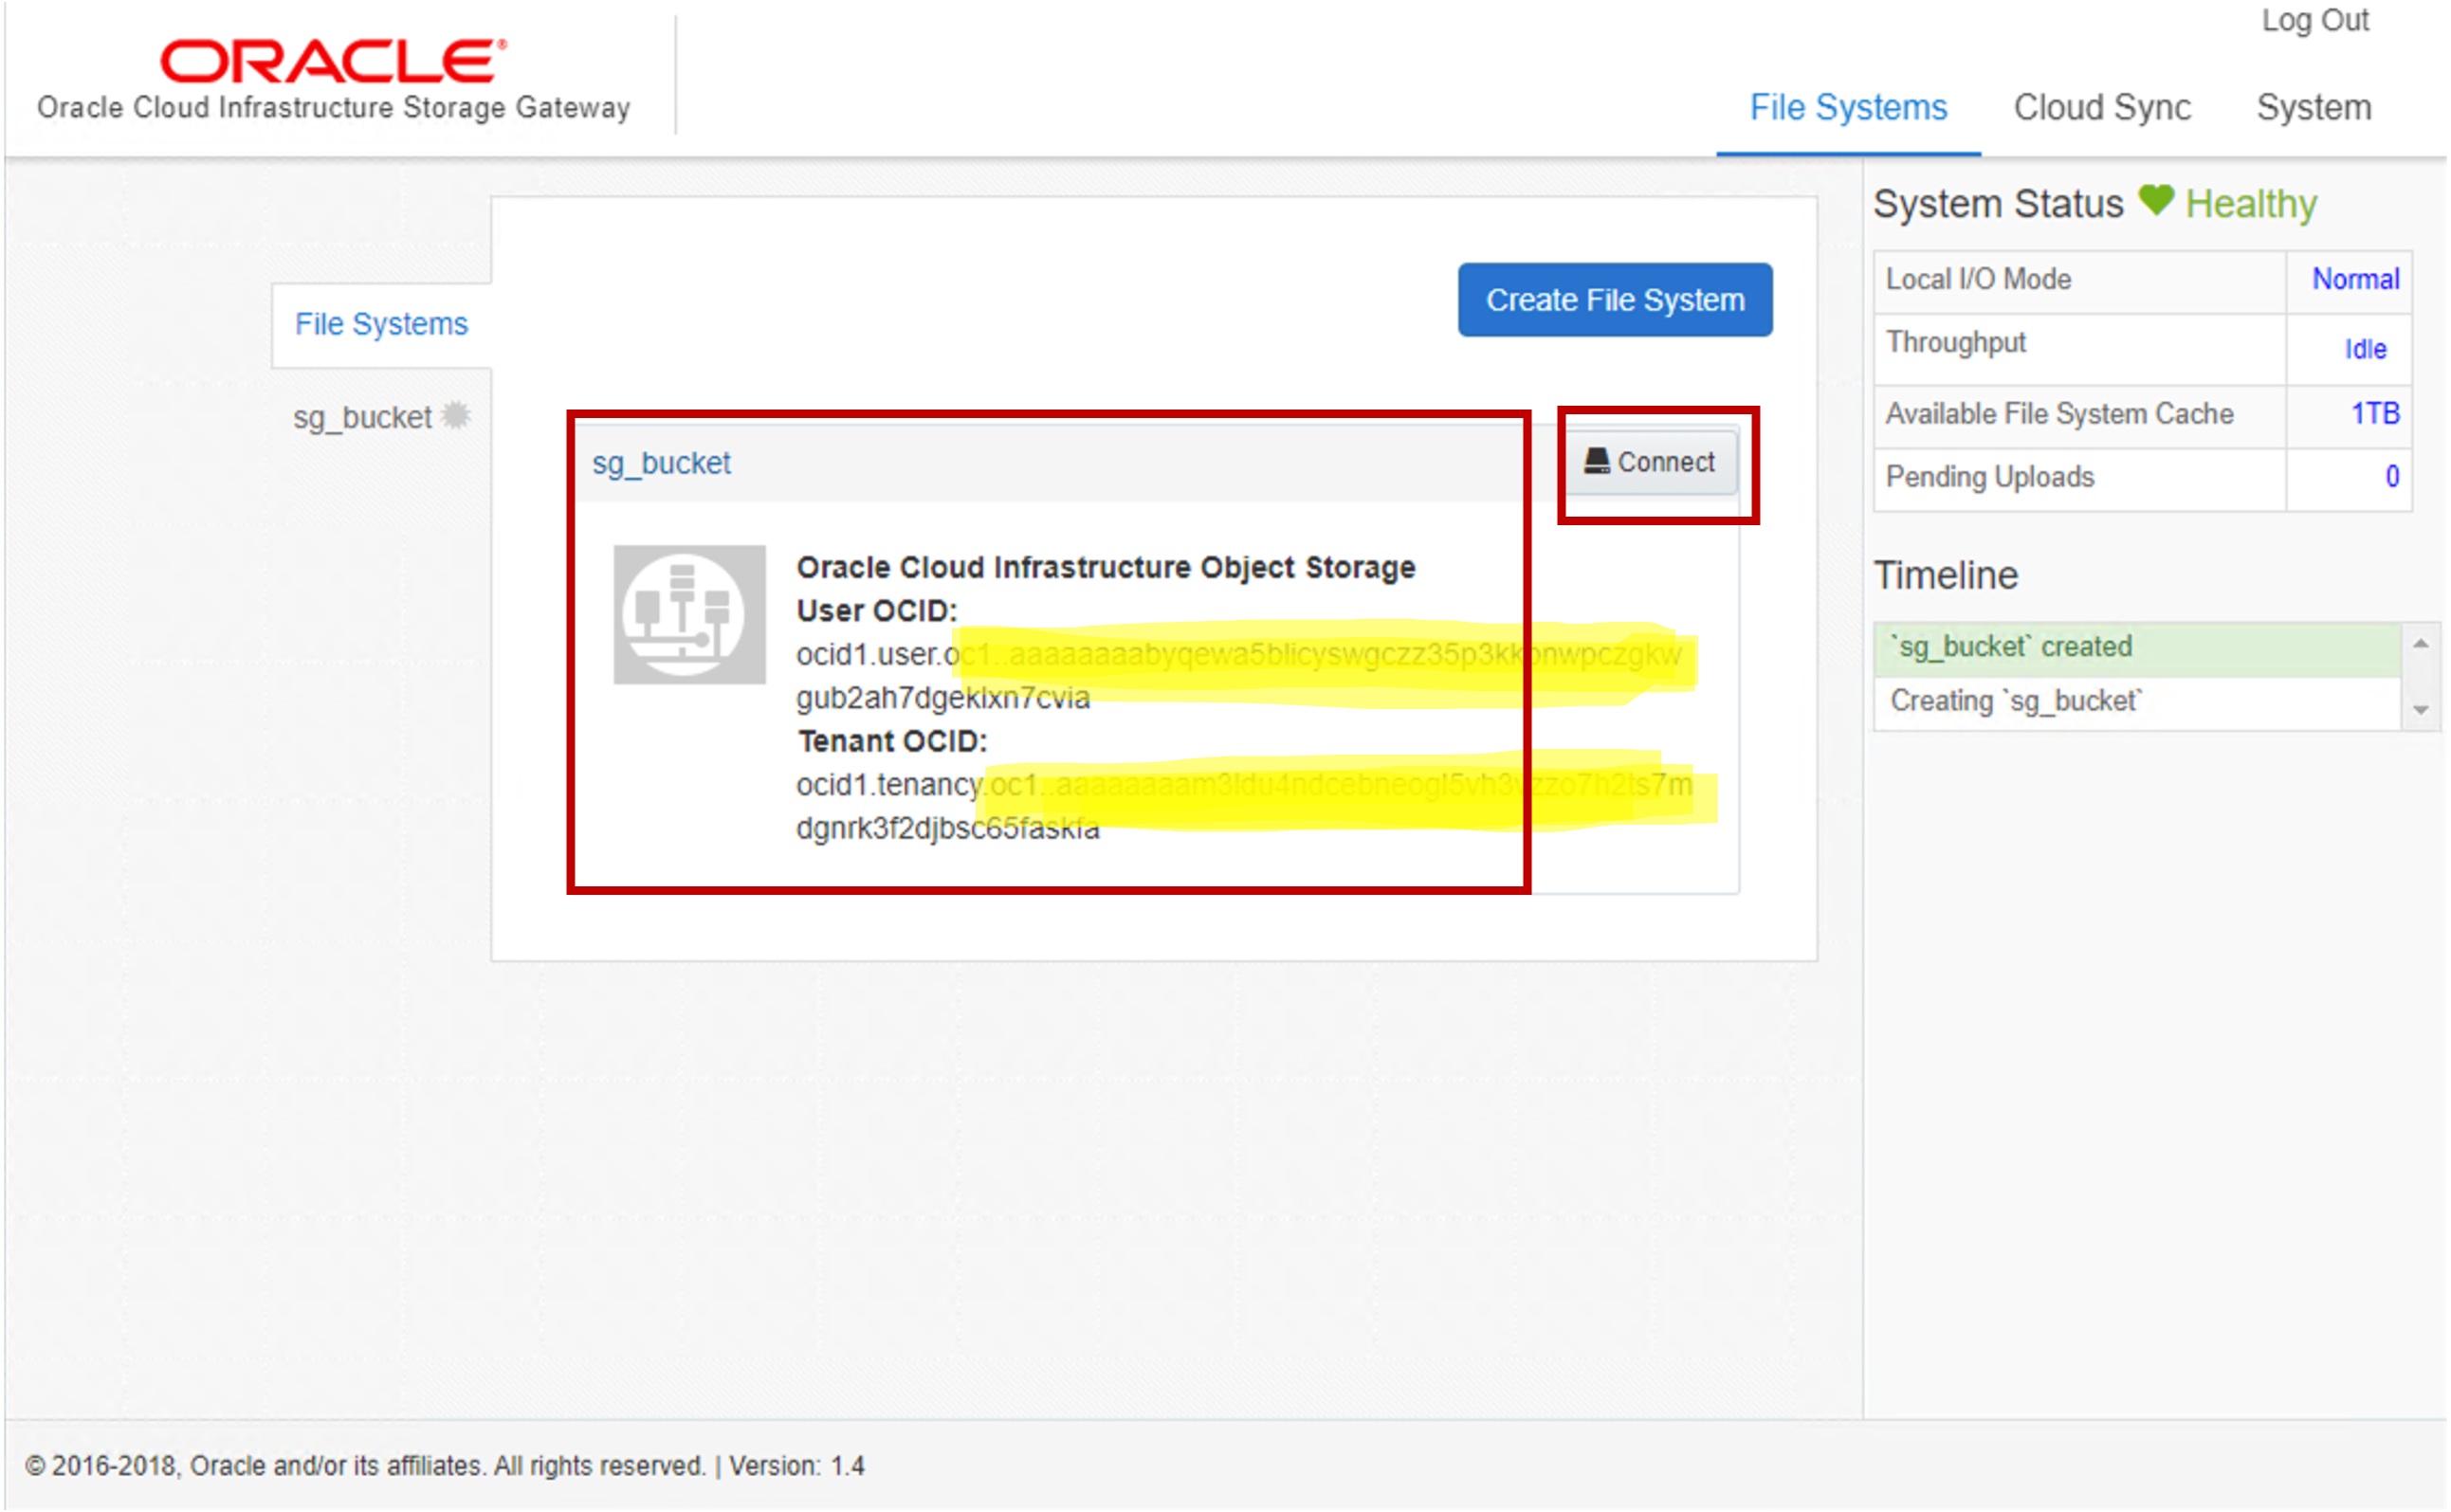 Log Out
ORACLE®
Oracle Cloud Infrastructure Storage Gateway
File Systems Cloud Sync System
File Systems
sg_bucket
Create File System
sg_bucket
Connect
Oracle Cloud Infrastructure Object Storage
User OCID:
ocid1.user.oc1..aaaaaaaabyqewa5blicyswgczz35p3kkonwpczgkw
gub2ah7dgeklxn7cvia
Tenant OCID:
ocid1.tenancy.oc1..aaaaaaaam3ldu4ndcebneogl5vh3vzzo7h2ts7m
dgnrk3f2djbsc65faskfa
System Status Healthy
Local I/O Mode Normal
Throughput Idle
Available File System Cache 1TB
Pending Uploads 0
Timeline
`sg_bucket` created
Creating `sg_bucket`
© 2016-2018, Oracle and/or its affiliates. All rights reserved. | Version: 1.4